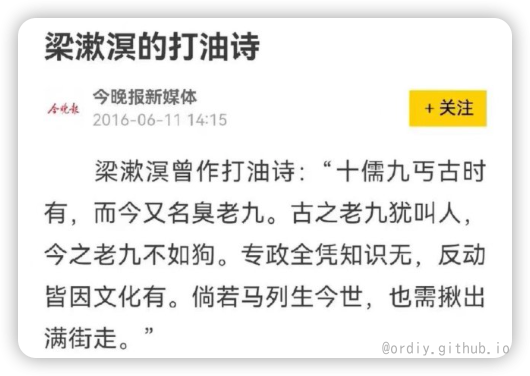 梁漱溟的打油诗
今晚报
今晚报新媒体
2016-06-11 14:15
+ 关注
梁漱溟曾作打油诗：“十儒九丐古时
有，而今又名臭老九。古之老九犹叫人，
今之老九不如狗。专政全凭知识无，反动
皆因文化有。倘若马列生今世，也需揪出
满街走。”
@ordiy.github.io